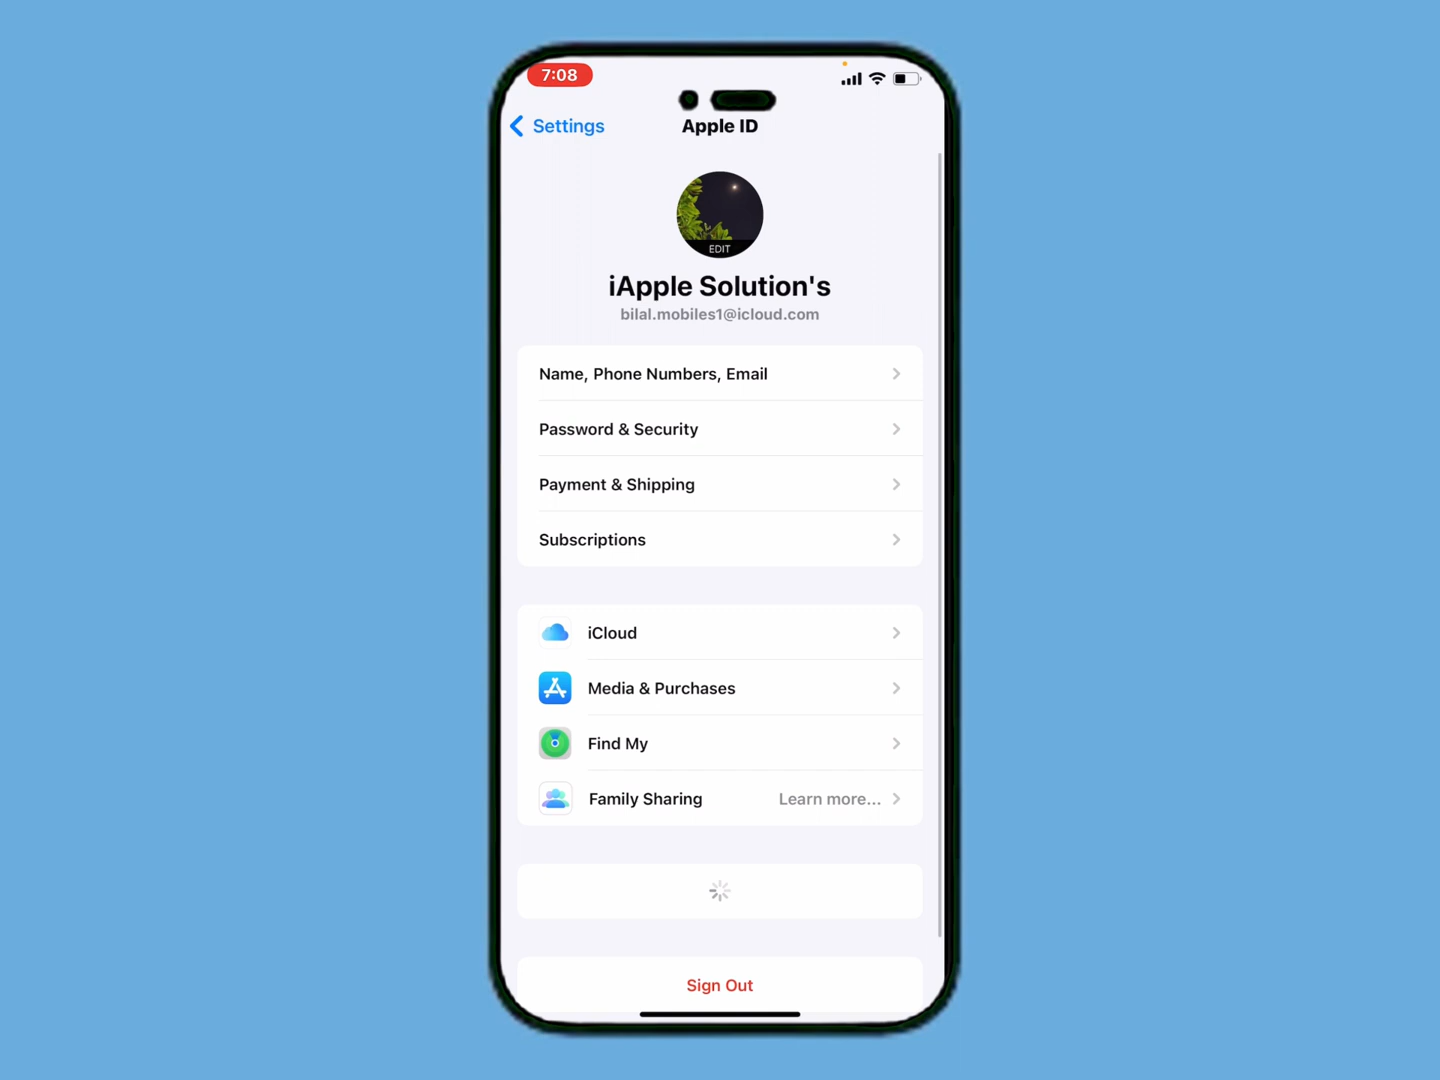 7:08
Settings
Apple ID
EDIT
iApple Solution's
bilal.mobiles1@icloud.com
Name, Phone Numbers, Email
Password & Security
Payment & Shipping
Subscriptions
iCloud
Media & Purchases
Find My
Family Sharing Learn more...
Sign Out